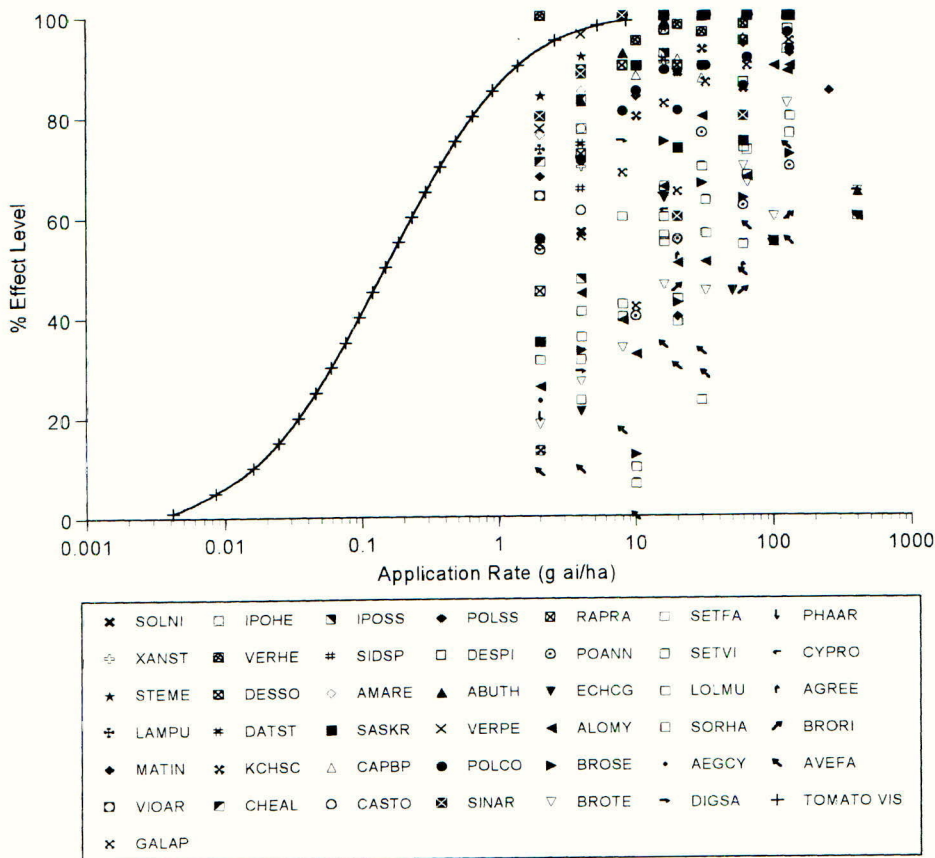 100
80
60
40
20
0
% Effect Level
0.001 0.01 0.1 1 10 100 1000
Application Rate (g ai/ha)
SOLNI IPOHE IPOSS POLSS RAPRA SETFA PHAAR
XANST VERHE SIDSP DESPI POANN SETVI CYPRO
STEME DESSO AMARE ABUTH ECHCG LOLMU AGREE
LAMPU DATST SASKR VERPE ALOMY SORHA BRORI
MATIN KCHSC CAPBP POLCO BROSE AEGCY AVEFA
VIOAR CHEAL CASTO SINAR BROTE DIGSA TOMATO VIS
GALAP